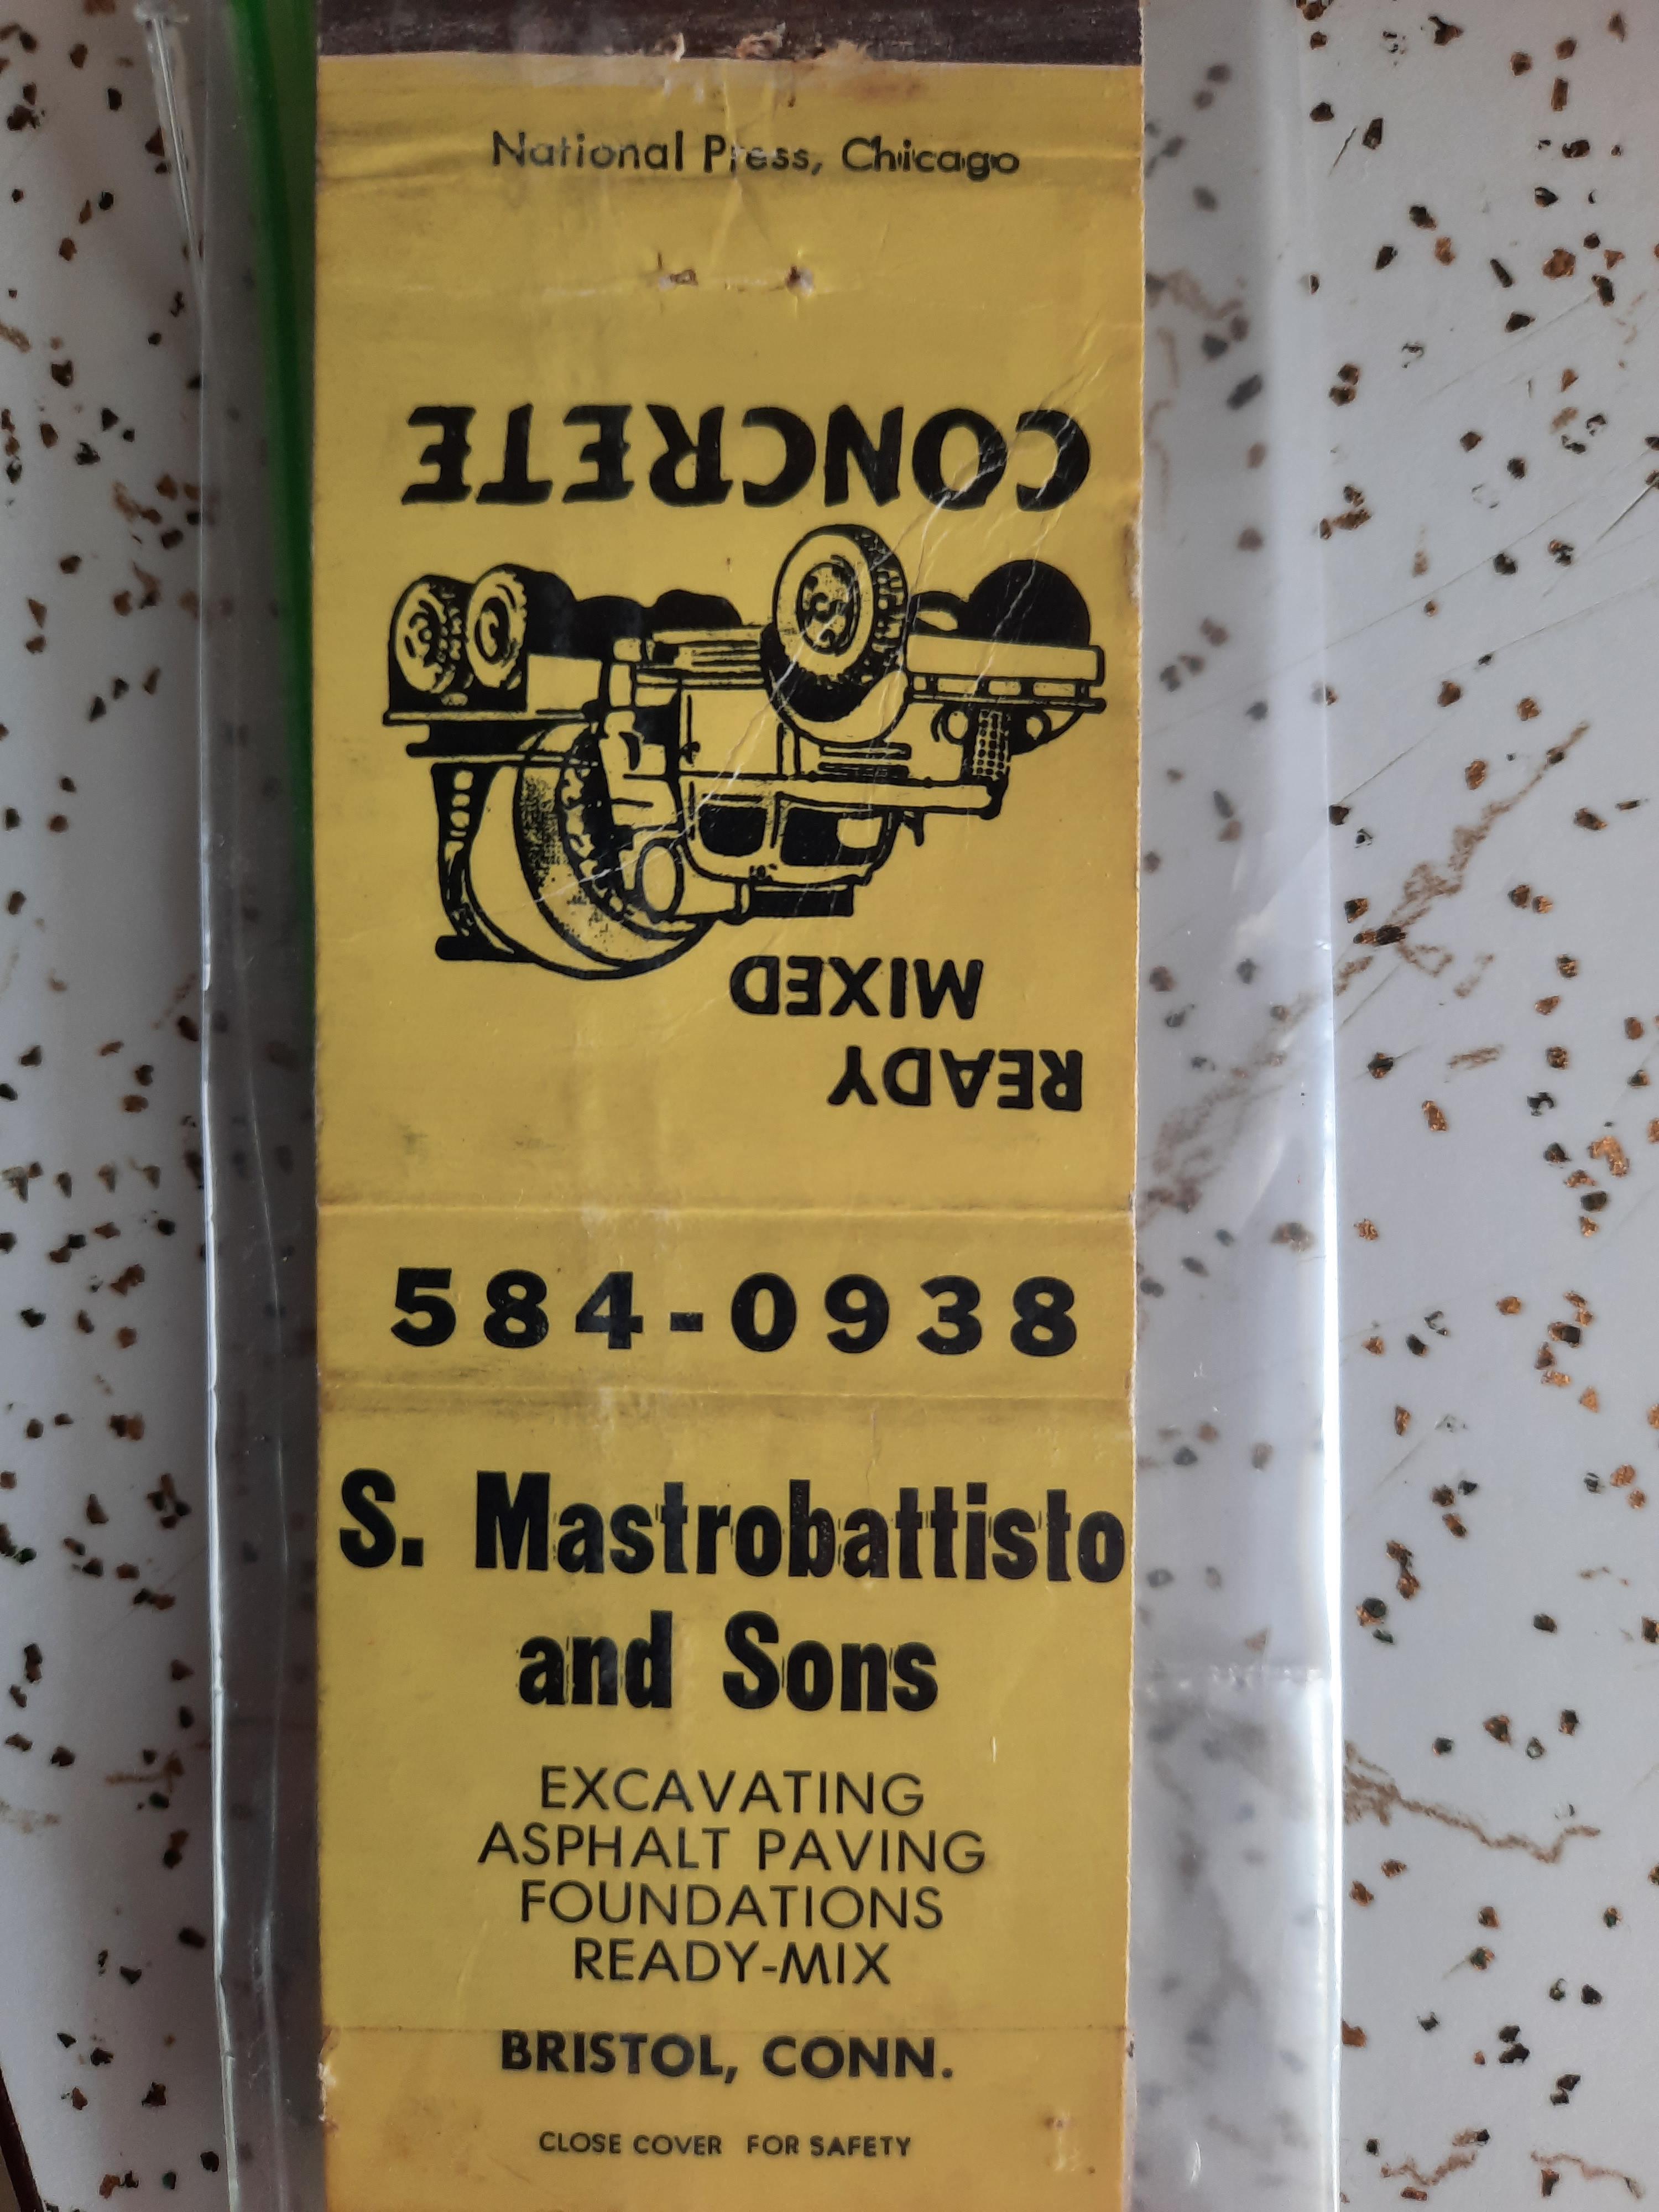 National Press, Chicago
READY
MIXED
CONCRETE
584-0938
S. Mastrobattisto
and Sons
EXCAVATING
ASPHALT PAVING
FOUNDATIONS
READY-MIX
BRISTOL, CONN.
CLOSE COVER FOR SAFETY